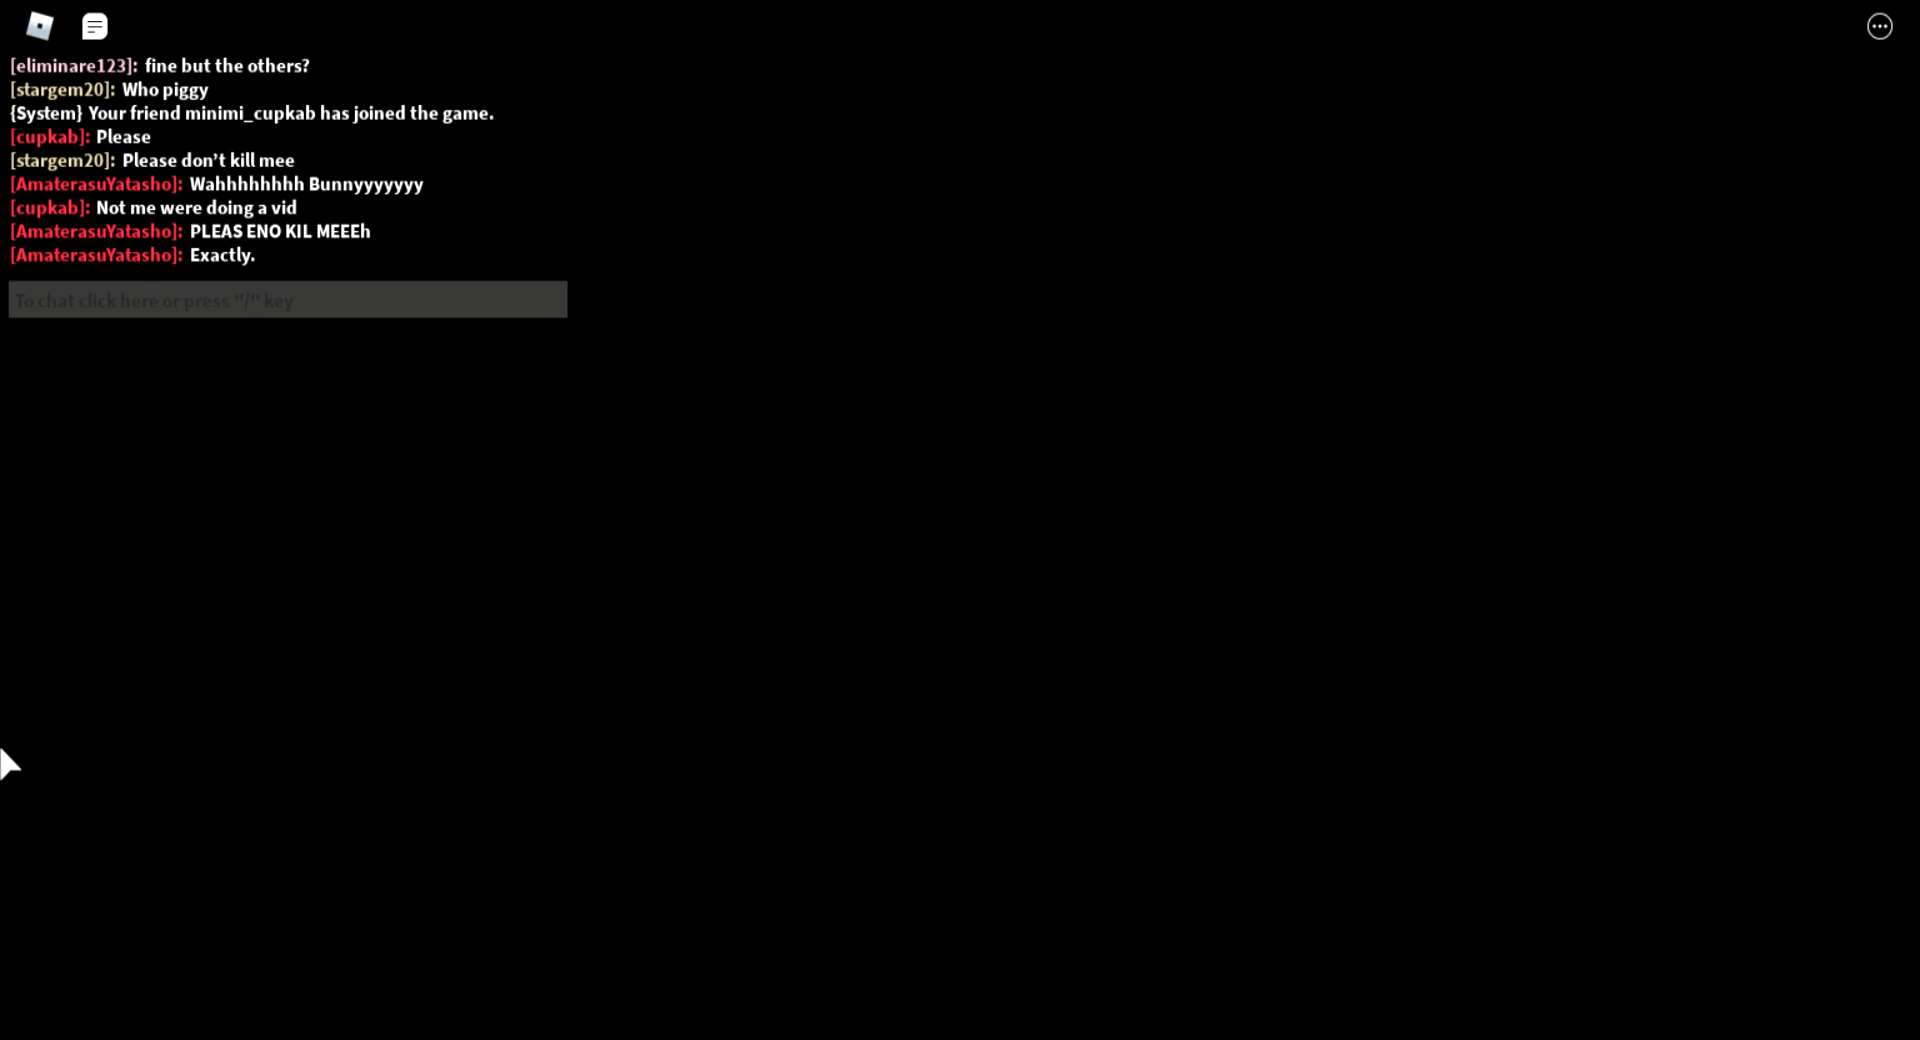 [eliminare123]: fine but the others?
[stargem20]: Who piggy
{System} Your friend minimi_cupkab has joined the game.
[cupkab]: Please
[stargem20]: Please don’t kill mee
[AmaterasuYatasho]: Wahhhhhhhh Bunnyyyyyyy
[cupkab]: Not me were doing a vid
[AmaterasuYatasho]: PLEAS ENO KIL MEEEh
[AmaterasuYatasho]: Exactly.
To chat click here or press "/" key